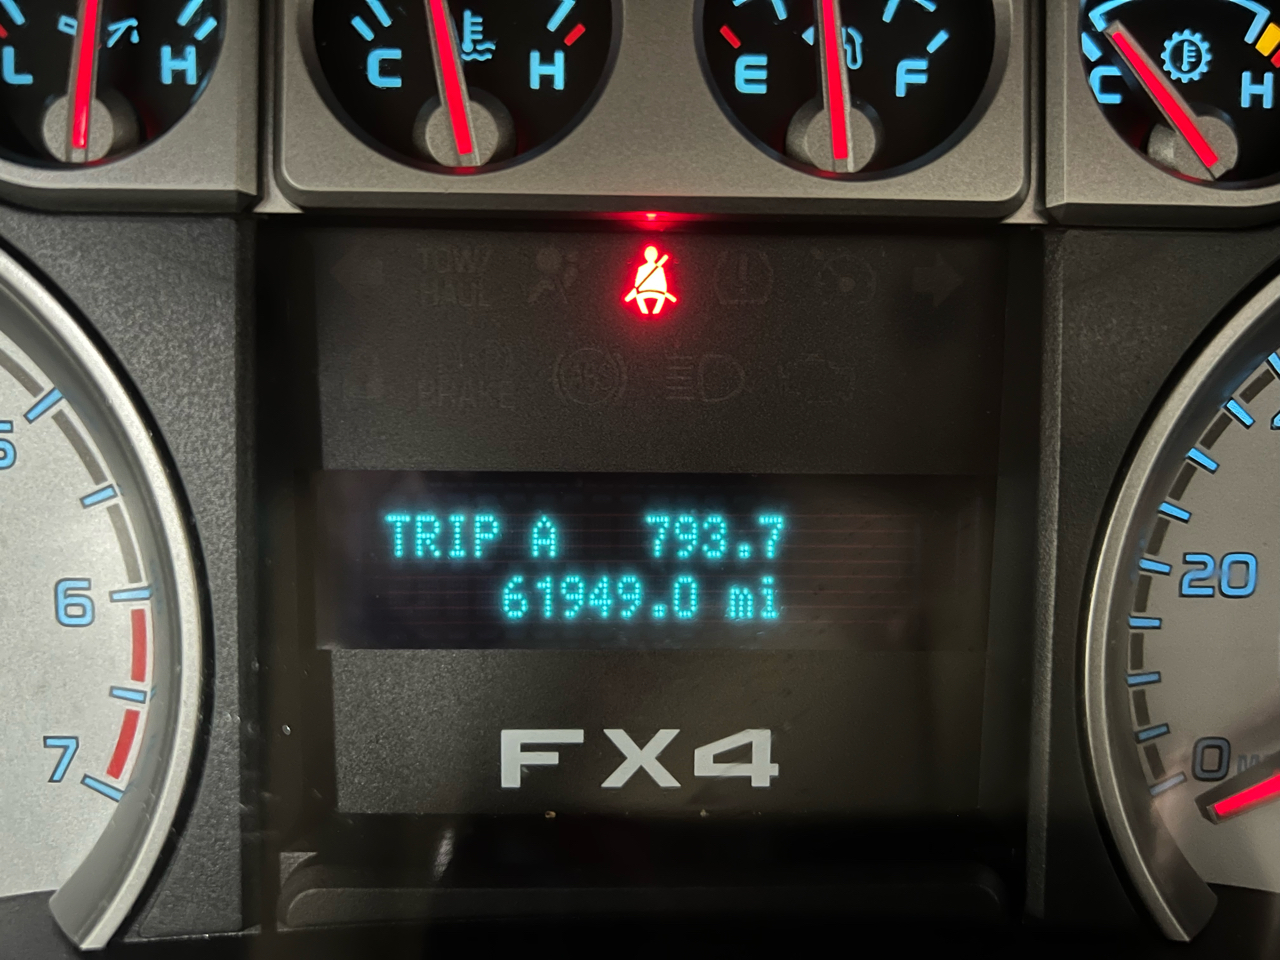 L H
C H
E F
C H
TOW/
HAUL
BRAKE
5
6
7
20
0
TRIP A 793.7
61949.0 mi
FX4